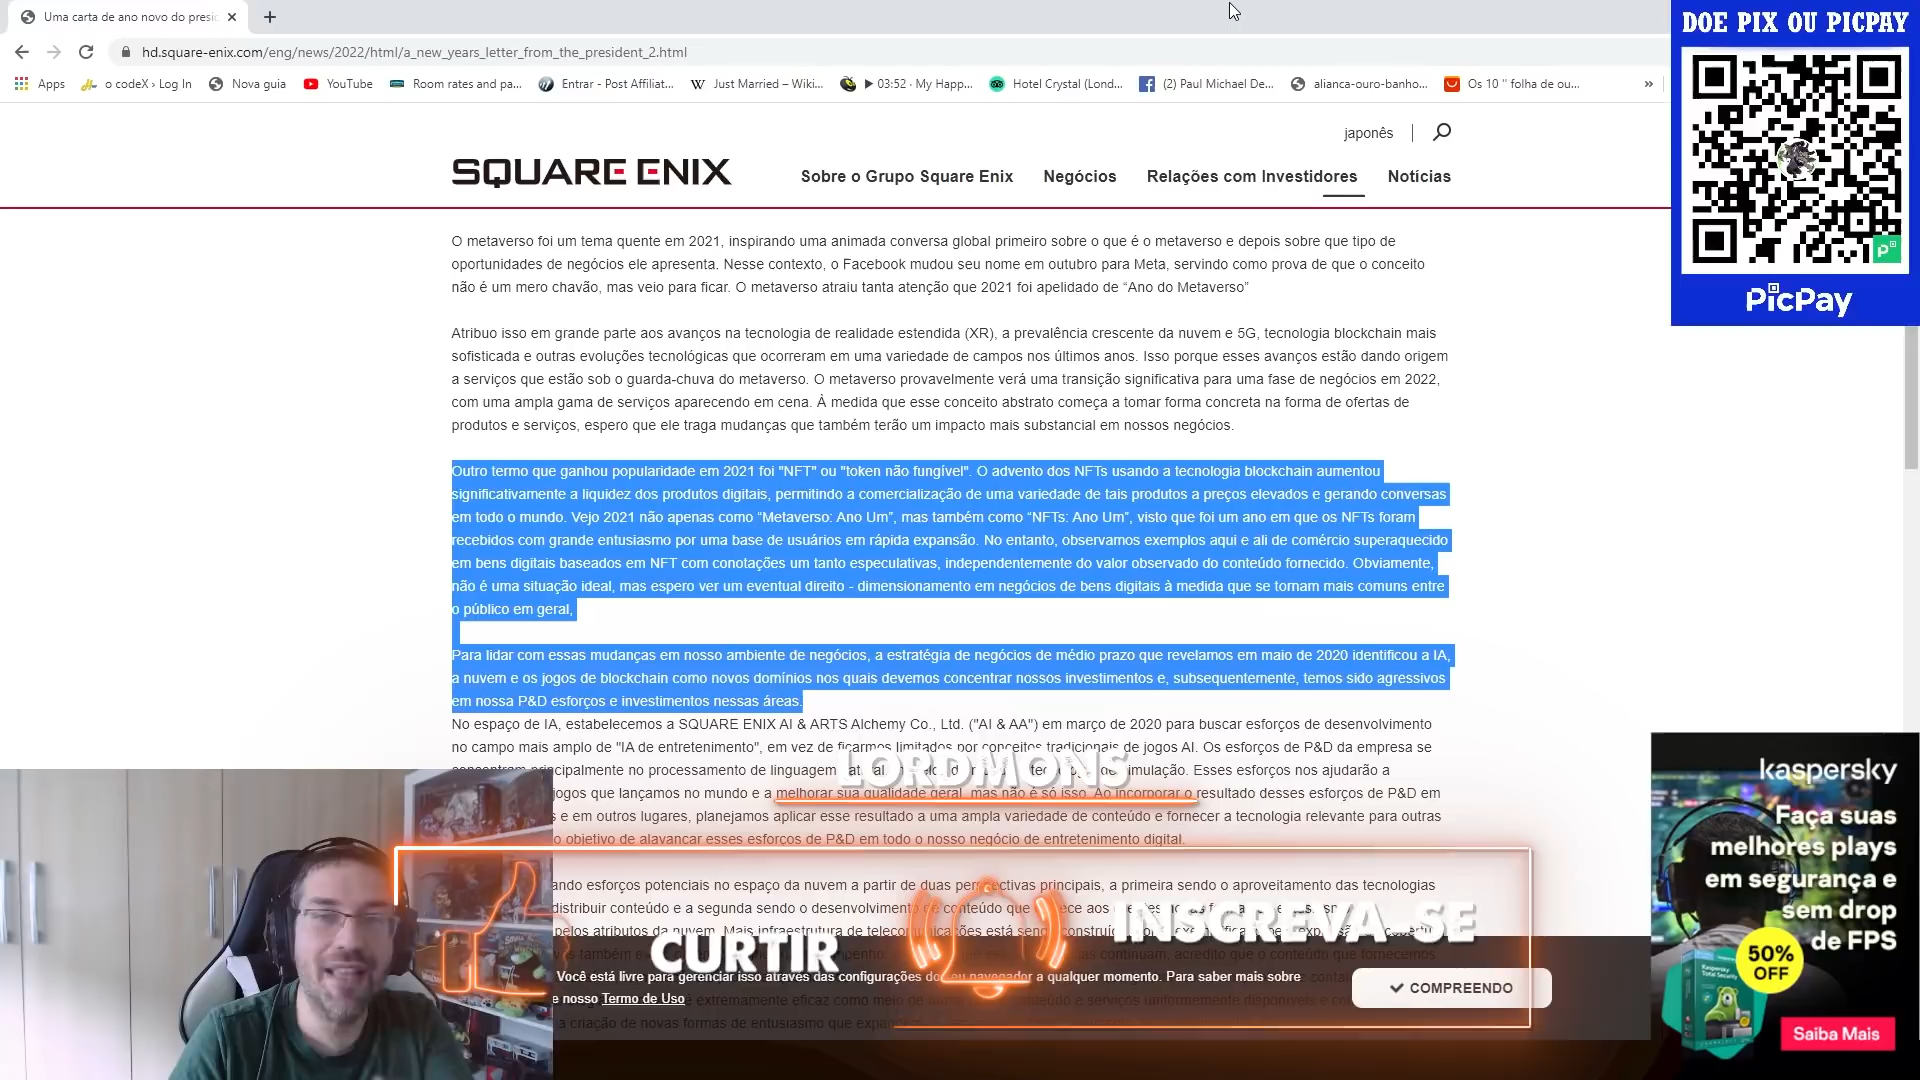 Uma carta de ano novo do presid
hd.square-enix.com/eng/news/2022/html/a_new_years_letter_from_the_president_2.html
Apps
o codeX › Log In
Nova guia
YouTube
Room rates and pa...
Entrar - Post Affiliat...
Just Married – Wiki...
▶ 03:52 · My Happ...
Hotel Crystal (Lond...
(2) Paul Michael De...
alianca-ouro-banho...
Os 10 " folha de ou...
»
DOE PIX OU PICPAY
PicPay
japonês
SQUARE ENIX
Sobre o Grupo Square Enix
Negócios
Relações com Investidores
Notícias
O metaverso foi um tema quente em 2021, inspirando uma animada conversa global primeiro sobre o que é o metaverso e depois sobre que tipo de
oportunidades de negócios ele apresenta. Nesse contexto, o Facebook mudou seu nome em outubro para Meta, servindo como prova de que o conceito
não é um mero chavão, mas veio para ficar. O metaverso atraiu tanta atenção que 2021 foi apelidado de “Ano do Metaverso”
Atribuo isso em grande parte aos avanços na tecnologia de realidade estendida (XR), a prevalência crescente da nuvem e 5G, tecnologia blockchain mais
sofisticada e outras evoluções tecnológicas que ocorreram em uma variedade de campos nos últimos anos. Isso porque esses avanços estão dando origem
a serviços que estão sob o guarda-chuva do metaverso. O metaverso provavelmente verá uma transição significativa para uma fase de negócios em 2022,
com uma ampla gama de serviços aparecendo em cena. À medida que esse conceito abstrato começa a tomar forma concreta na forma de ofertas de
produtos e serviços, espero que ele traga mudanças que também terão um impacto mais substancial em nossos negócios.
Outro termo que ganhou popularidade em 2021 foi "NFT" ou "token não fungível". O advento dos NFTs usando a tecnologia blockchain aumentou
significativamente a liquidez dos produtos digitais, permitindo a comercialização de uma variedade de tais produtos a preços elevados e gerando conversas
em todo o mundo. Vejo 2021 não apenas como “Metaverso: Ano Um”, mas também como “NFTs: Ano Um”, visto que foi um ano em que os NFTs foram
recebidos com grande entusiasmo por uma base de usuários em rápida expansão. No entanto, observamos exemplos aqui e ali de comércio superaquecido
em bens digitais baseados em NFT com conotações um tanto especulativas, independentemente do valor observado do conteúdo fornecido. Obviamente,
não é uma situação ideal, mas espero ver um eventual direito - dimensionamento em negócios de bens digitais à medida que se tornam mais comuns entre
o público em geral,
Para lidar com essas mudanças em nosso ambiente de negócios, a estratégia de negócios de médio prazo que revelamos em maio de 2020 identificou a IA,
a nuvem e os jogos de blockchain como novos domínios nos quais devemos concentrar nossos investimentos e, subsequentemente, temos sido agressivos
em nossa P&D esforços e investimentos nessas áreas.
No espaço de IA, estabelecemos a SQUARE ENIX AI & ARTS Alchemy Co., Ltd. ("AI & AA") em março de 2020 para buscar esforços de desenvolvimento
no campo mais amplo de "IA de entretenimento", em vez de ficarmos limitados por conceitos tradicionais de jogos AI. Os esforços de P&D da empresa se
principalmente no processamento de linguagem simulação. Esses esforços nos ajudarão a
jogos que lançamos no mundo e a melhorar sua qualidade geral, mas não é só isso. Ao incorporar o resultado desses esforços de P&D em
s e em outros lugares, planejamos aplicar esse resultado a uma ampla variedade de conteúdo e fornecer a tecnologia relevante para outras
o objetivo de alavancar esses esforços de P&D em todo o nosso negócio de entretenimento digital.
LORDMONS
ando esforços potenciais no espaço da nuvem a partir de duas perspectivas principais, a primeira sendo o aproveitamento das tecnologias
distribuir conteúdo e a segunda sendo o desenvolvimento de conteúdo que
pelos atributos da nuvem. Mais infraestrutura de telecomunicações está sendo
CURTIR
INSCREVA-SE
Você está livre para gerenciar isso através das configurações do seu navegador a qualquer momento. Para saber mais sobre
e nosso Termo de Uso
COMPREENDO
extremamente eficaz como meio de
a criação de novas formas de entusiasmo que
kaspersky
Faça suas
melhores plays
em segurança e
sem drop
de FPS
50%
OFF
Saiba Mais